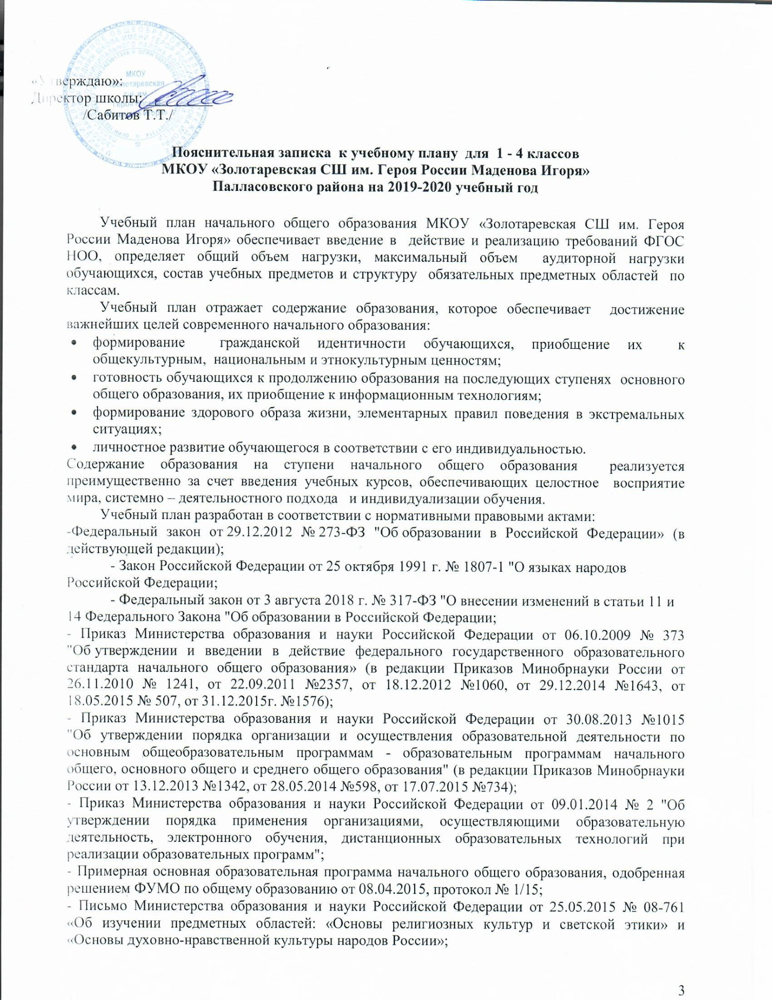 «Утверждаю»:
Директор школы:
/Сабитов Т.Т./
МКОУ
Золотаревская
сш. им.
Героя России
Пояснительная записка к учебному плану для 1 - 4 классов
МКОУ «Золотаревская СШ им. Героя России Маденова Игоря»
Палласовского района на 2019-2020 учебный год
Учебный план начального общего образования МКОУ «Золотаревская СШ им. Героя
России Маденова Игоря» обеспечивает введение в действие и реализацию требований ФГОС
НОО, определяет общий объем нагрузки, максимальный объем аудиторной нагрузки
обучающихся, состав учебных предметов и структуру обязательных предметных областей по
классам.
Учебный план отражает содержание образования, которое обеспечивает достижение
важнейших целей современного начального образования:
• формирование гражданской идентичности обучающихся, приобщение их к
общекультурным, национальным и этнокультурным ценностям;
• готовность обучающихся к продолжению образования на последующих ступенях основного
общего образования, их приобщение к информационным технологиям;
• формирование здорового образа жизни, элементарных правил поведения в экстремальных
ситуациях;
• личностное развитие обучающегося в соответствии с его индивидуальностью.
Содержание образования на ступени начального общего образования реализуется
преимущественно за счет введения учебных курсов, обеспечивающих целостное восприятие
мира, системно – деятельностного подхода и индивидуализации обучения.
Учебный план разработан в соответствии с нормативными правовыми актами:
-Федеральный закон от 29.12.2012 № 273-ФЗ "Об образовании в Российской Федерации» (в
действующей редакции);
- Закон Российской Федерации от 25 октября 1991 г. № 1807-1 "О языках народов
Российской Федерации;
- Федеральный закон от 3 августа 2018 г. № 317-ФЗ "О внесении изменений в статьи 11 и
14 Федерального Закона "Об образовании в Российской Федерации;
- Приказ Министерства образования и науки Российской Федерации от 06.10.2009 № 373
"Об утверждении и введении в действие федерального государственного образовательного
стандарта начального общего образования» (в редакции Приказов Минобрнауки России от
26.11.2010 № 1241, от 22.09.2011 №2357, от 18.12.2012 №1060, от 29.12.2014 №1643, от
18.05.2015 № 507, от 31.12.2015г. №1576);
- Приказ Министерства образования и науки Российской Федерации от 30.08.2013 №1015
"Об утверждении порядка организации и осуществления образовательной деятельности по
основным общеобразовательным программам - образовательным программам начального
общего, основного общего и среднего общего образования" (в редакции Приказов Минобрнауки
России от 13.12.2013 №1342, от 28.05.2014 №598, от 17.07.2015 №734);
- Приказ Министерства образования и науки Российской Федерации от 09.01.2014 № 2 "Об
утверждении порядка применения организациями, осуществляющими образовательную
деятельность, электронного обучения, дистанционных образовательных технологий при
реализации образовательных программ";
- Примерная основная образовательная программа начального общего образования, одобренная
решением ФУМО по общему образованию от 08.04.2015, протокол № 1/15;
- Письмо Министерства образования и науки Российской Федерации от 25.05.2015 № 08-761
«Об изучении предметных областей: «Основы религиозных культур и светской этики» и
«Основы духовно-нравственной культуры народов России»;
3